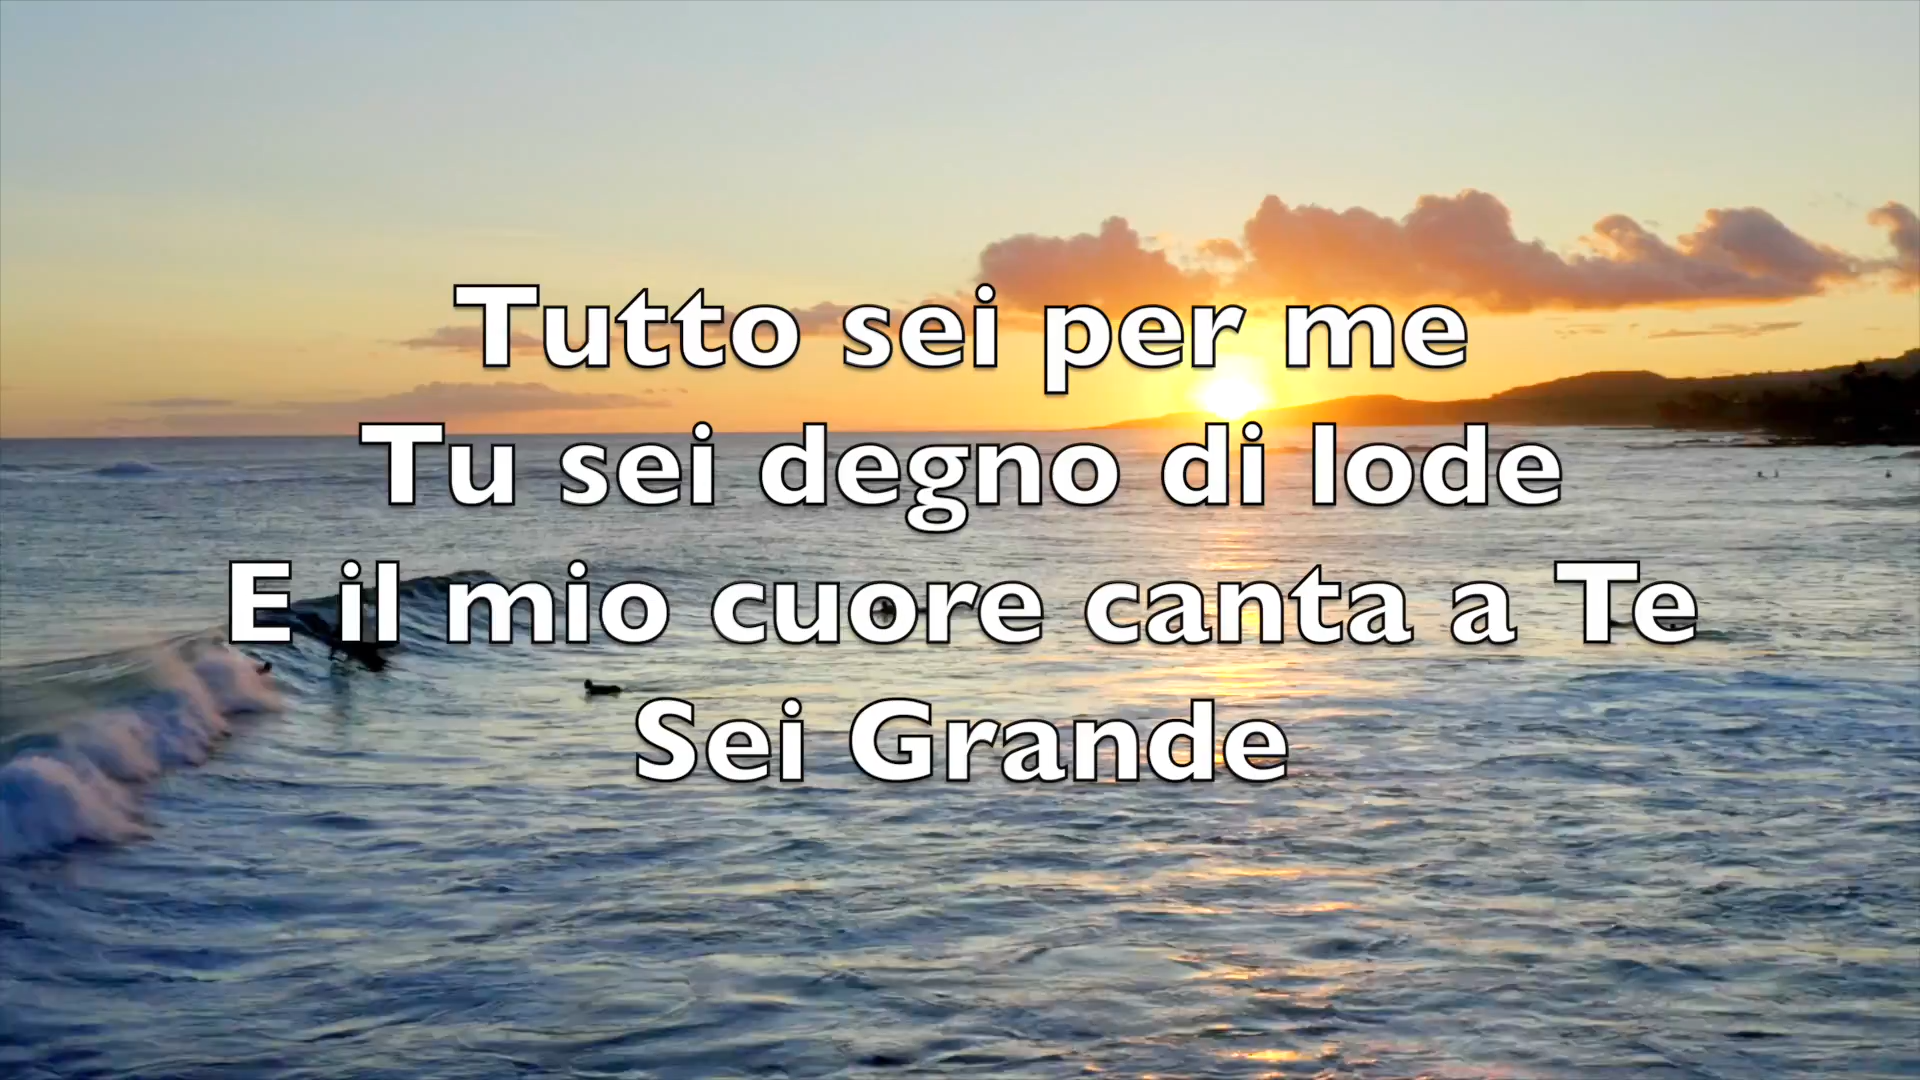 Tutto sei per me
Tu sei degno di lode
E il mio cuore canta a Te
Sei Grande